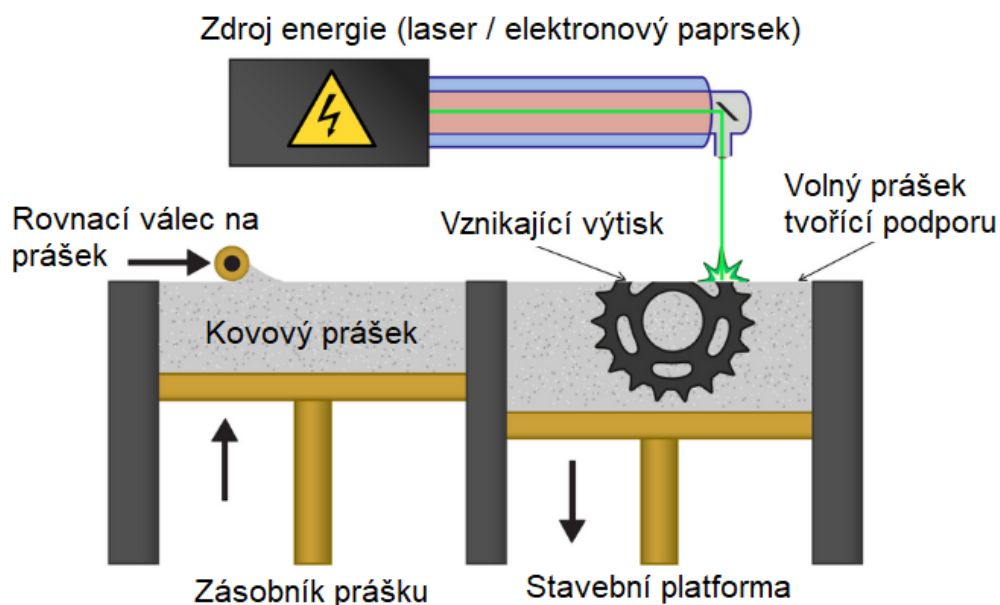 Zdroj energie (laser / elektronový paprsek)
Rovnací válec na
prášek
Vznikající výtisk
Volný prášek
tvořící podporu
Kovový prášek
Zásobník prášku
Stavební platforma